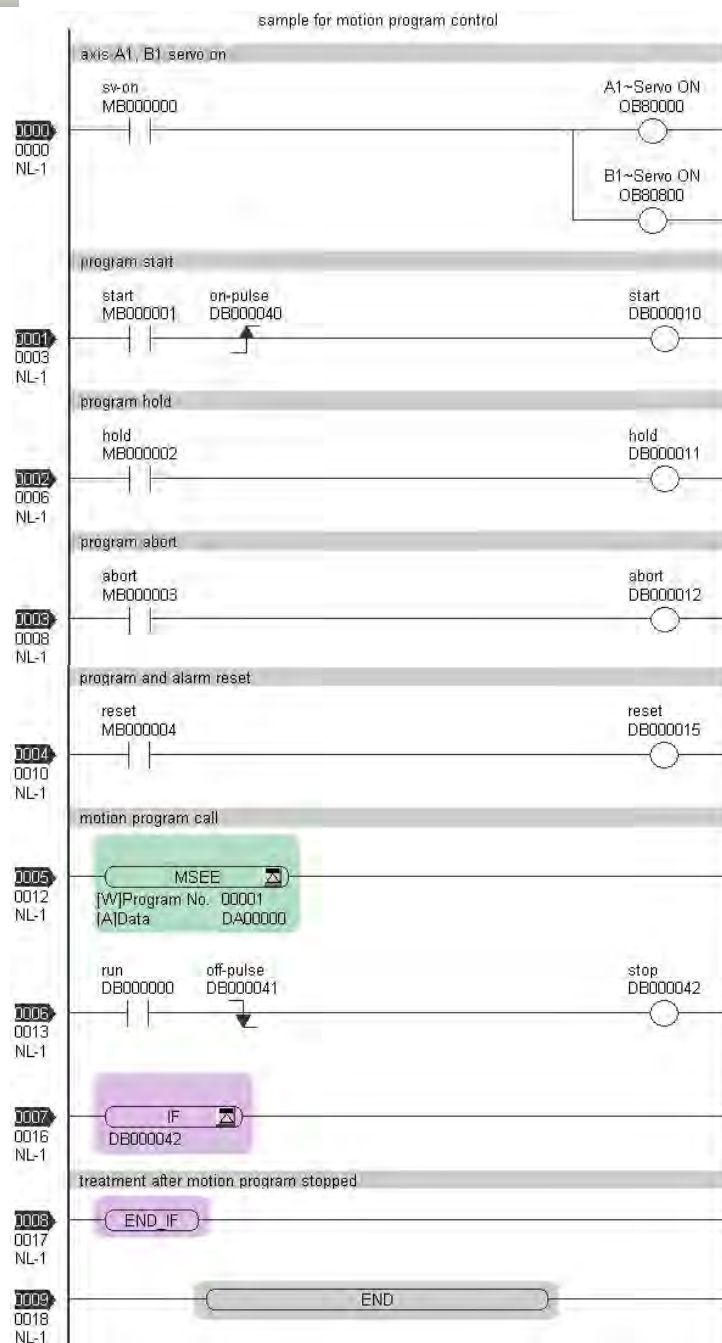 sample for motion program control
axis A1, B1 servo on
sv-on
MB000000
A1~Servo ON
OB80000
0000
0000
NL-1
B1~Servo ON
OB80800
program start
start
MB000001
on-pulse
DB000040
start
DB000010
0001
0003
NL-1
program hold
hold
MB000002
hold
DB000011
0002
0006
NL-1
program abort
abort
MB000003
abort
DB000012
0003
0008
NL-1
program and alarm reset
reset
MB000004
reset
DB000015
0004
0010
NL-1
motion program call
0005
MSEE
0012
[W]Program No. 00001
NL-1
[A]Data DA00000
run
DB000000
off-pulse
DB000041
stop
DB000042
0006
0013
NL-1
0007
IF
0016
DB000042
NL-1
treatment after motion program stopped
0008
END_IF
0017
NL-1
0009
END
0018
NL-1